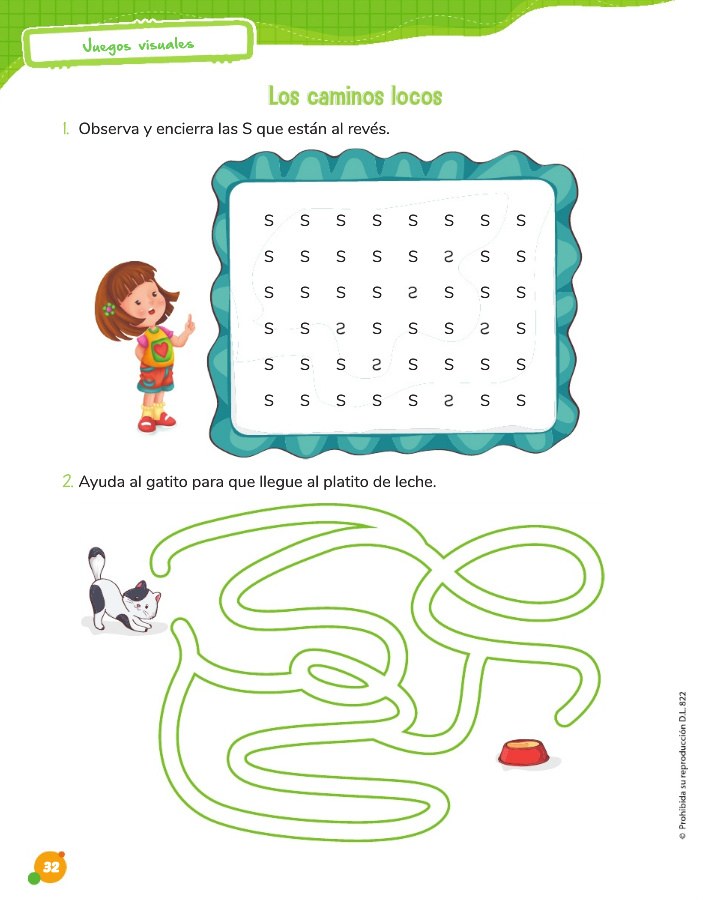 Juegos visuales
Los caminos locos
1. Observa y encierra las S que están al revés.
S S S S S S S S
S S S S S Ƨ S S
S S S S Ƨ S S S
S S Ƨ S S S Ƨ S
S S S Ƨ S S S S
S S S S S Ƨ S S
2. Ayuda al gatito para que llegue al platito de leche.
© Prohibida su reproducción D.L. 822
32